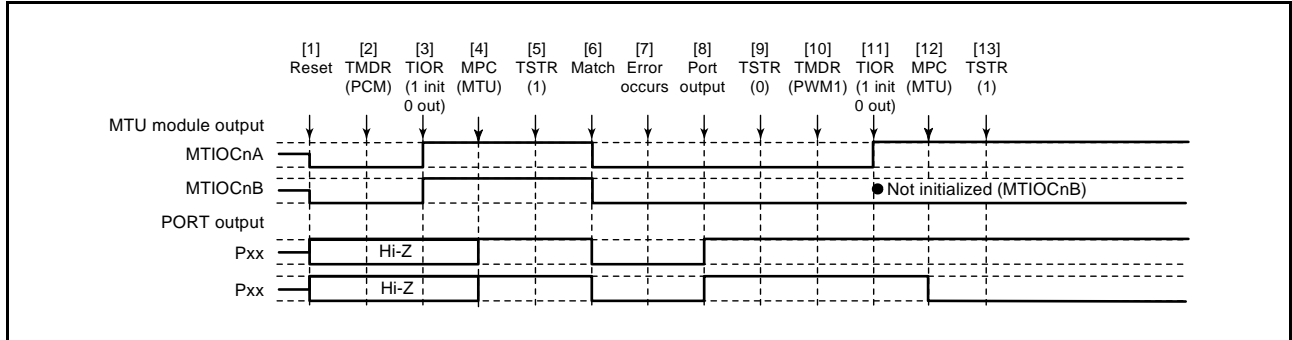 [1] [2] [3] [4] [5] [6] [7] [8] [9] [10] [11] [12] [13]
Reset TMDR TIOR MPC TSTR Match Error Port TSTR TMDR TIOR MPC TSTR
(PCM) (1 init (MTU) (1) occurs output (0) (PWM1) (1 init (MTU) (1)
0 out) 0 out)
MTU module output
MTIOCnA
MTIOCnB
Not initialized (MTIOCnB)
PORT output
Pxx Hi-Z
Pxx Hi-Z